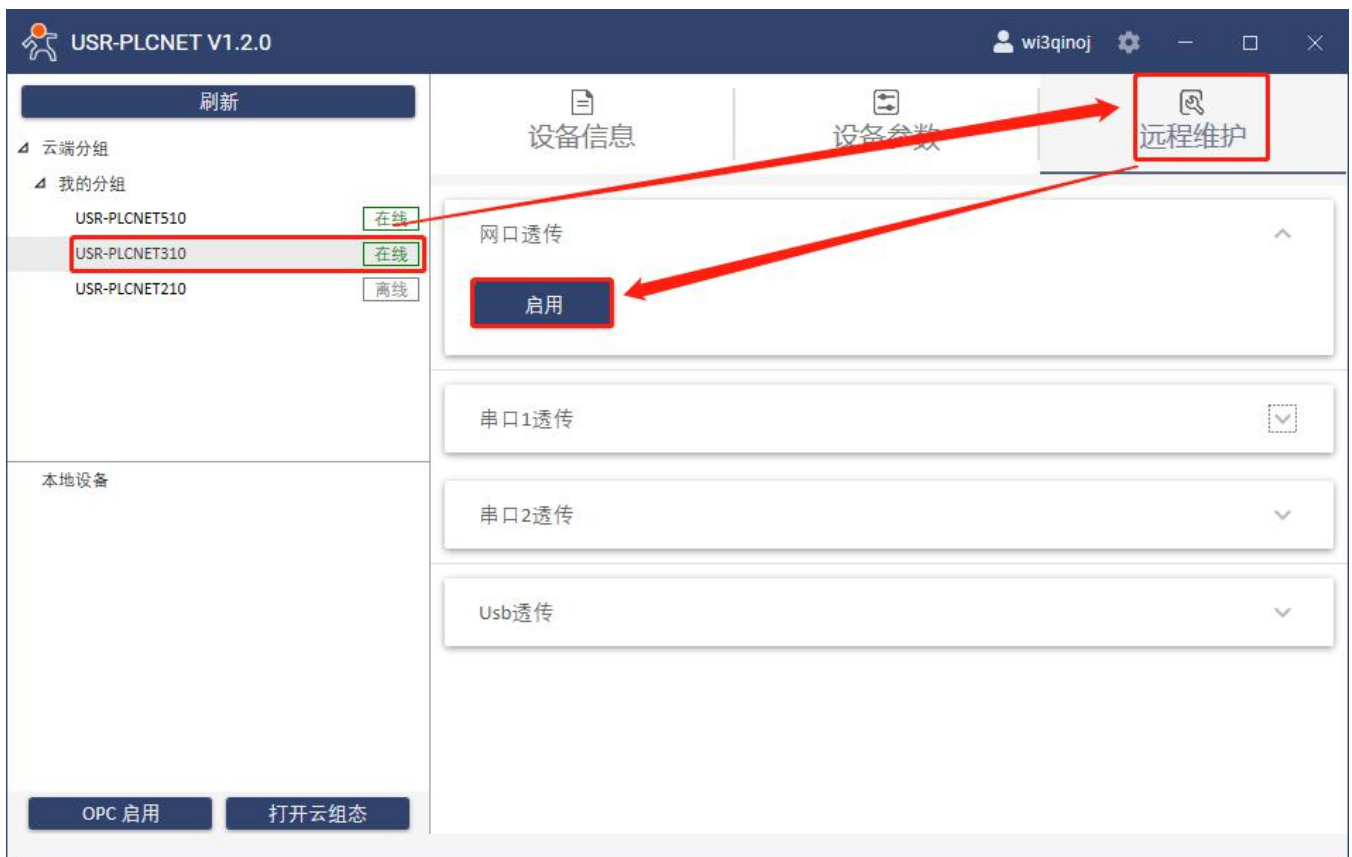 USR-PLCNET V1.2.0
wi3qinoj
刷新
云端分组
我的分组
USR-PLCNET510 在线
USR-PLCNET310 在线
USR-PLCNET210 离线
本地设备
OPC 启用
打开云组态
设备信息
设备参数
远程维护
网口透传
启用
串口1透传
串口2透传
Usb透传